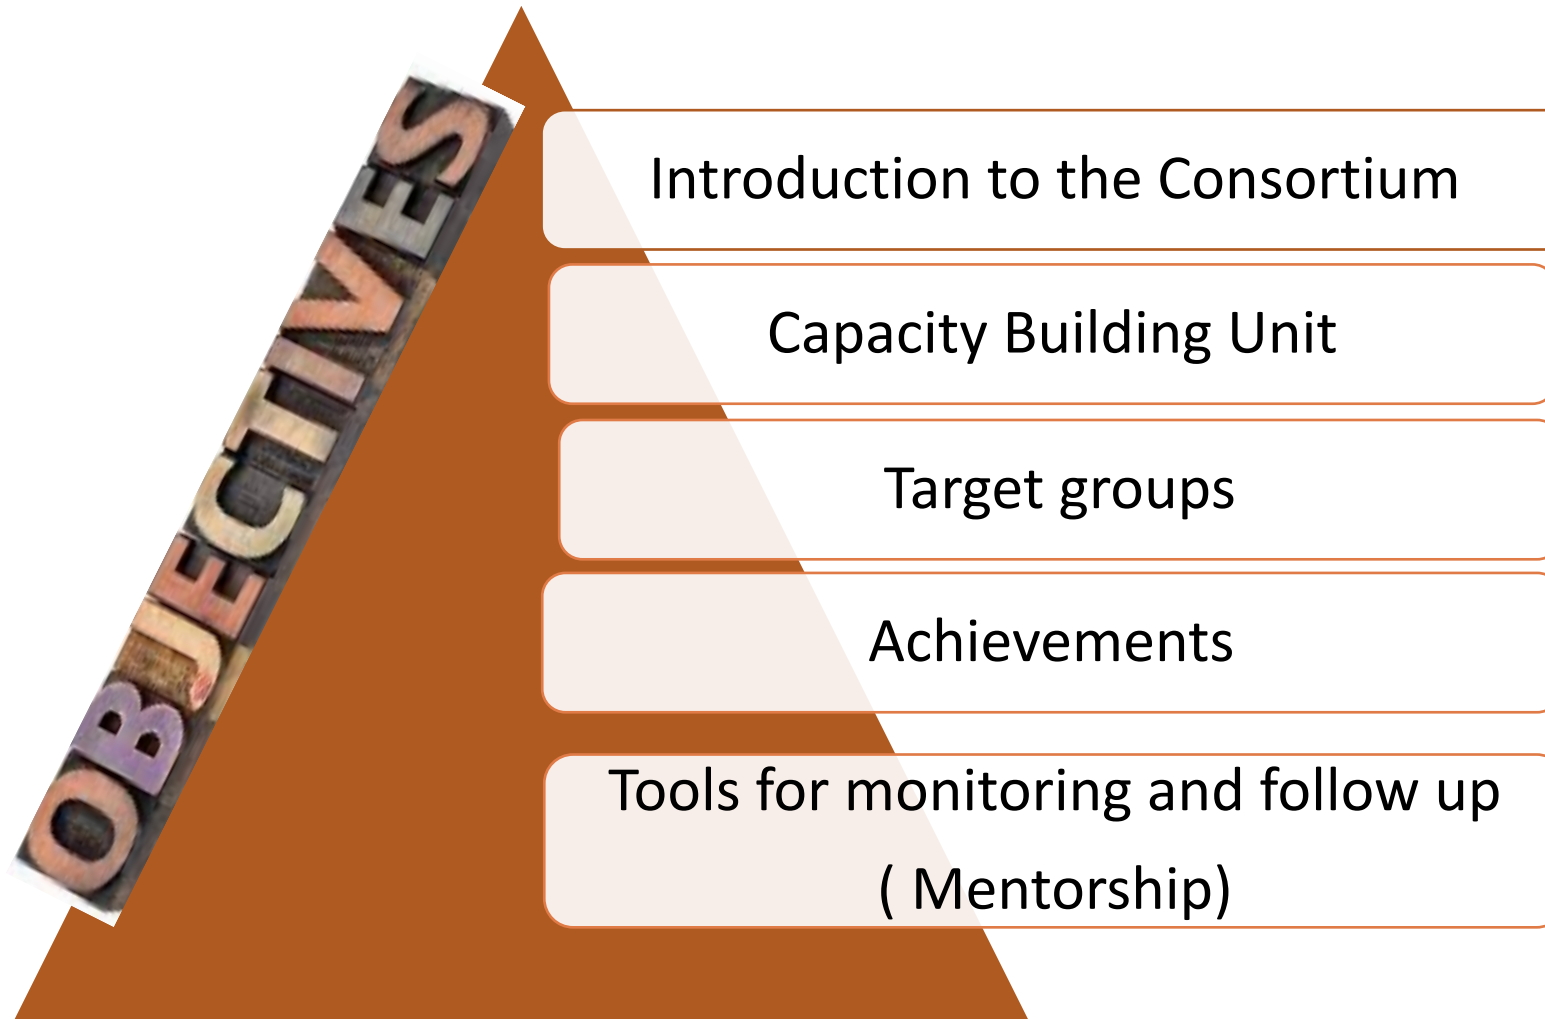 OBJECTIVES
Introduction to the Consortium
Capacity Building Unit
Target groups
Achievements
Tools for monitoring and follow up
( Mentorship)